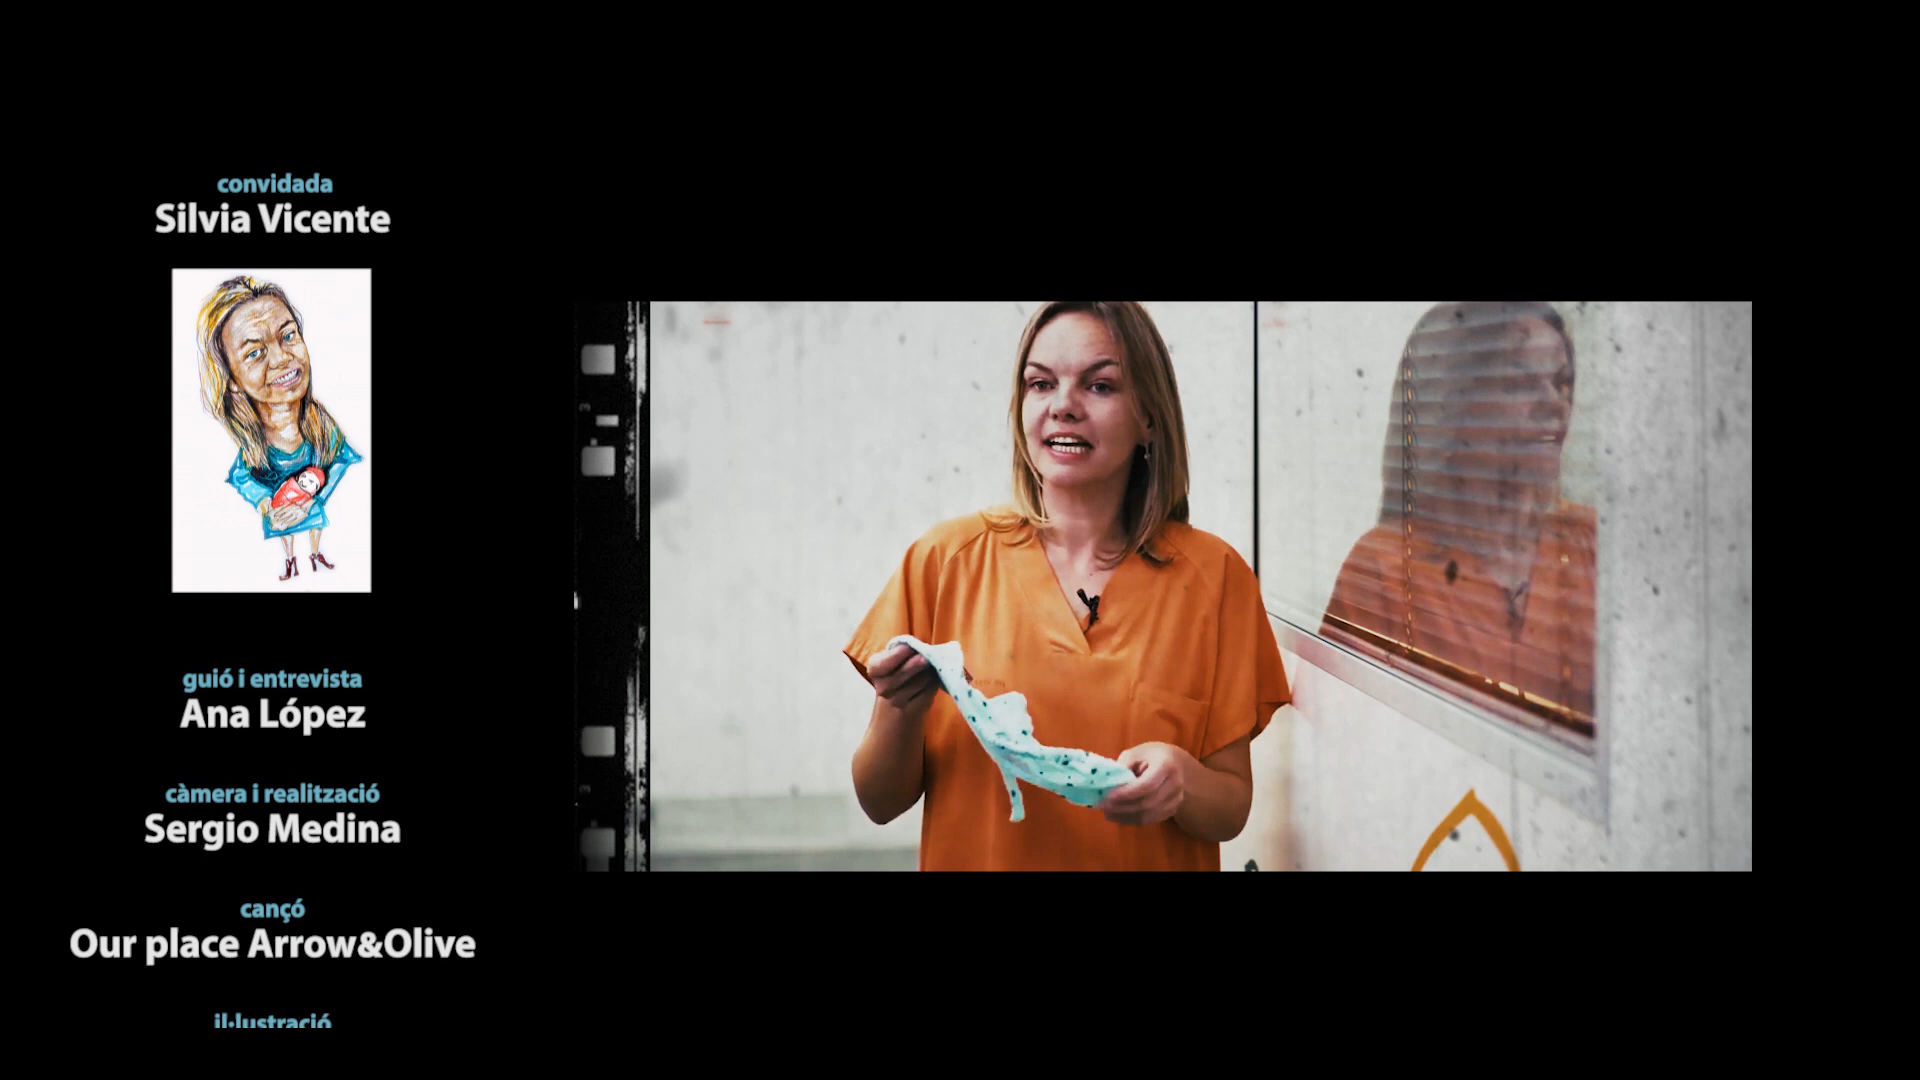 convidada
Silvia Vicente
guió i entrevista
Ana López
càmera i realització
Sergio Medina
cançó
Our place Arrow&Olive
il·lustració